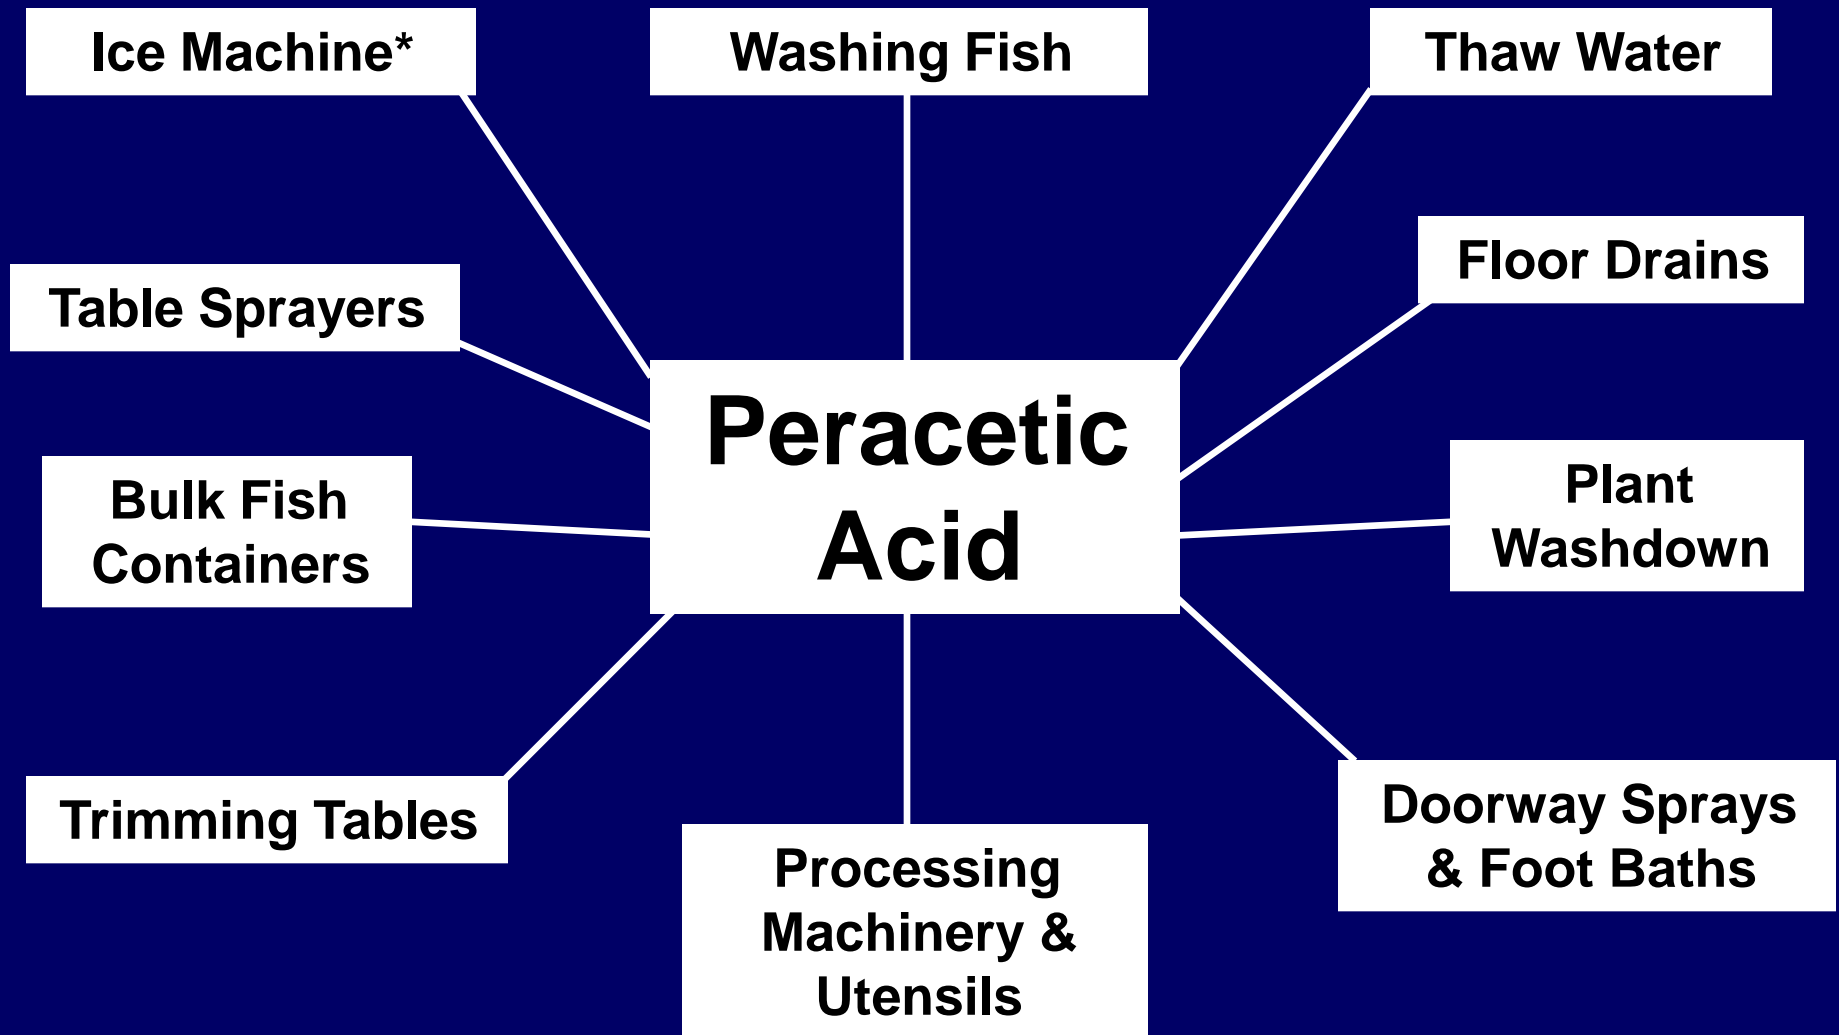 Ice Machine*
Washing Fish
Thaw Water
Floor Drains
Table Sprayers
Peracetic
Acid
Bulk Fish
Containers
Plant
Washdown
Trimming Tables
Doorway Sprays
& Foot Baths
Processing
Machinery &
Utensils